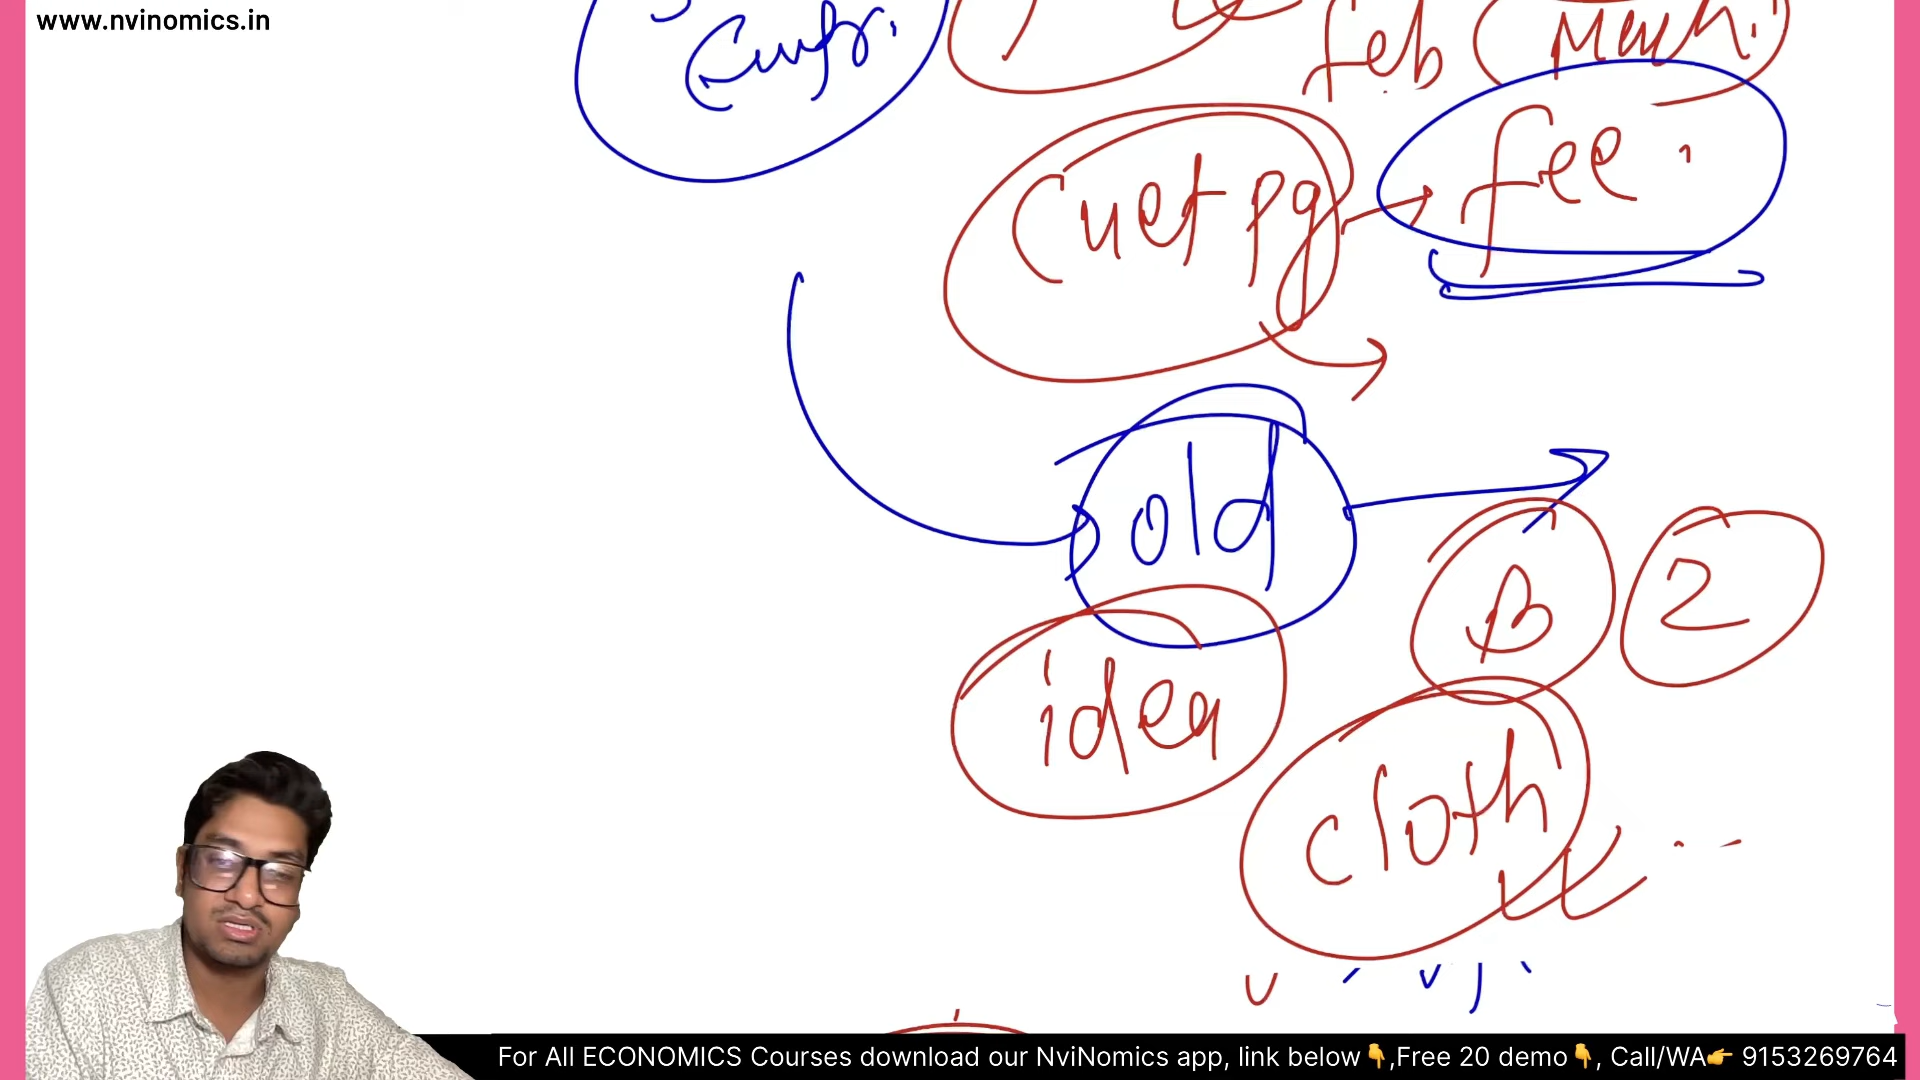 www.nvinomics.in
feb March.
Cuet pg
fee.
old
B 2
idea
cloth
For All ECONOMICS Courses download our NviNomics app, link below👇,Free 20 demo👇, Call/WA👉 9153269764